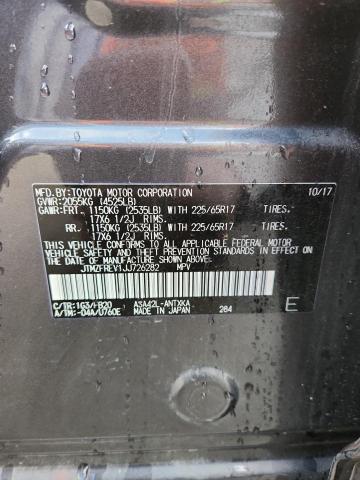 MFD.BY:TOYOTA MOTOR CORPORATION 10/17
GVWR:2055KG (4525LB)
GAWR:FRT. 1150KG (2535LB) WITH 225/65R17 TIRES.
17X6 1/2J RIMS.
RR. 1150KG (2535LB) WITH 225/65R17 TIRES.
17X6 1/2J RIMS.
THIS VEHICLE CONFORMS TO ALL APPLICABLE FEDERAL MOTOR
VEHICLE SAFETY, BUMPER, AND THEFT PREVENTION STANDARDS IN
EFFECT ON THE DATE OF MANUFACTURE SHOWN ABOVE.
JTMZFREV1JJ726282 MPV
C/TR:1G3/FB20 ASA42L-ANTXKA
A/TM:-04A/U760E MADE IN JAPAN 284 E